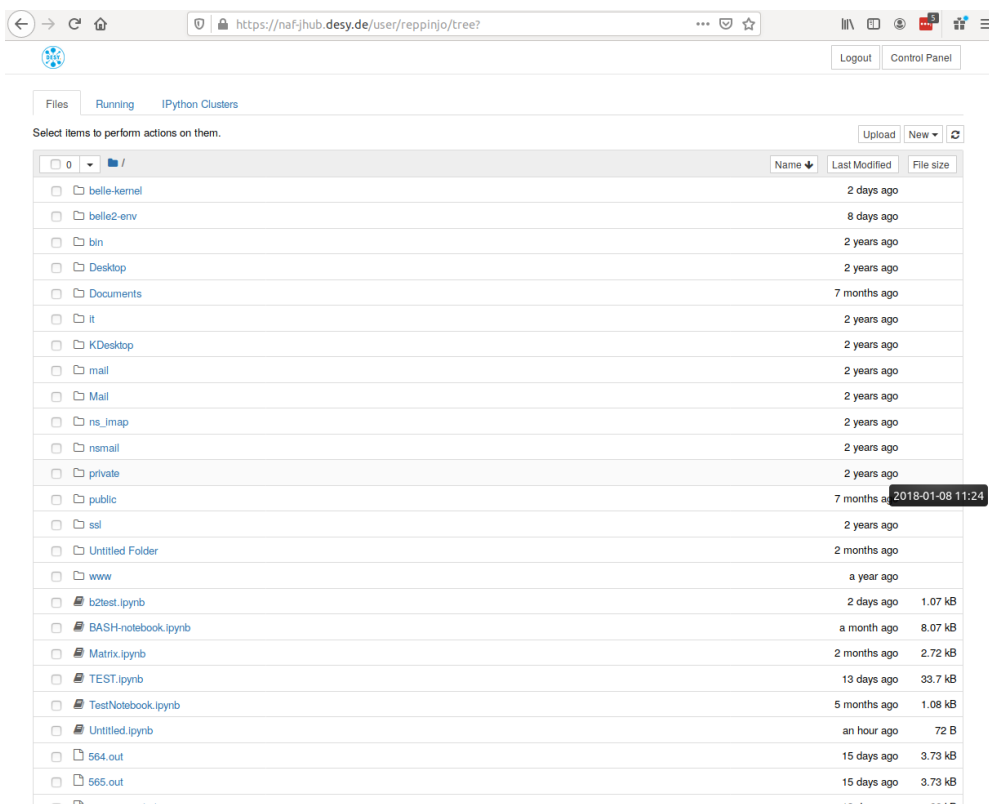 https://naf-jhub.desy.de/user/reppinjo/tree?
5
DESY
Logout Control Panel
Files Running IPython Clusters
Select items to perform actions on them.
Upload New
0 / Name Last Modified File size
belle-kernel 2 days ago
belle2-env 8 days ago
bin 2 years ago
Desktop 2 years ago
Documents 7 months ago
it 2 years ago
KDesktop 2 years ago
mail 2 years ago
Mail 2 years ago
ns_imap 2 years ago
nsmail 2 years ago
private 2 years ago
public 7 months a
2018-01-08 11:24
ssl 2 years ago
Untitled Folder 2 months ago
www a year ago
b2test.ipynb 2 days ago 1.07 kB
BASH-notebook.ipynb a month ago 8.07 kB
Matrix.ipynb 2 months ago 2.72 kB
TEST.ipynb 13 days ago 33.7 kB
TestNotebook.ipynb 5 months ago 1.08 kB
Untitled.ipynb an hour ago 72 B
564.out 15 days ago 3.73 kB
565.out 15 days ago 3.73 kB